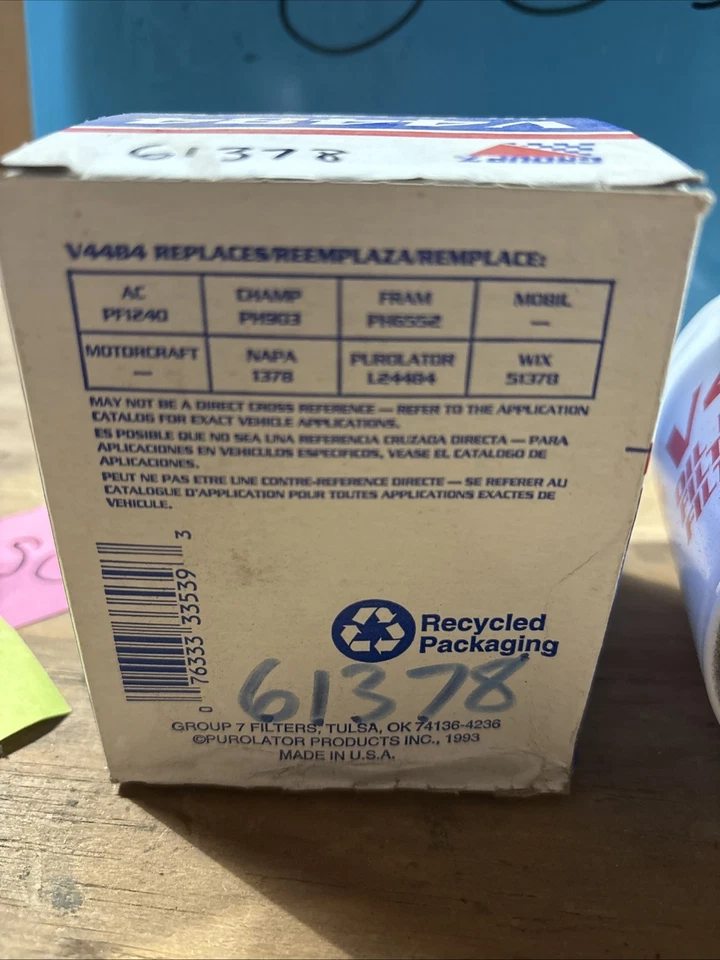 61378
GROUP 7
V4484 REPLACES/REEMPLAZA/REMPLACE:
AC CHAMP FRAM MOBIL
PF1240 PH903 PH6552 —
MOTORCRAFT NAPA PUROLATOR WIX
— 1378 L24484 51378
MAY NOT BE A DIRECT CROSS REFERENCE — REFER TO THE APPLICATION
CATALOG FOR EXACT VEHICLE APPLICATIONS.
ES POSIBLE QUE NO SEA UNA REFERENCIA CRUZADA DIRECTA — PARA
APLICACIONES EN VEHICULOS ESPECIFICOS, VEASE EL CATALOGO DE
APLICACIONES.
PEUT NE PAS ETRE UNE CONTRE-REFERENCE DIRECTE — SE REFERER AU
CATALOGUE D'APPLICATION POUR TOUTES APPLICATIONS EXACTES DE
VEHICULE.
0 76333 33539 3
Recycled
Packaging
61378
GROUP 7 FILTERS, TULSA, OK 74136-4236
©PUROLATOR PRODUCTS INC., 1993
MADE IN U.S.A.